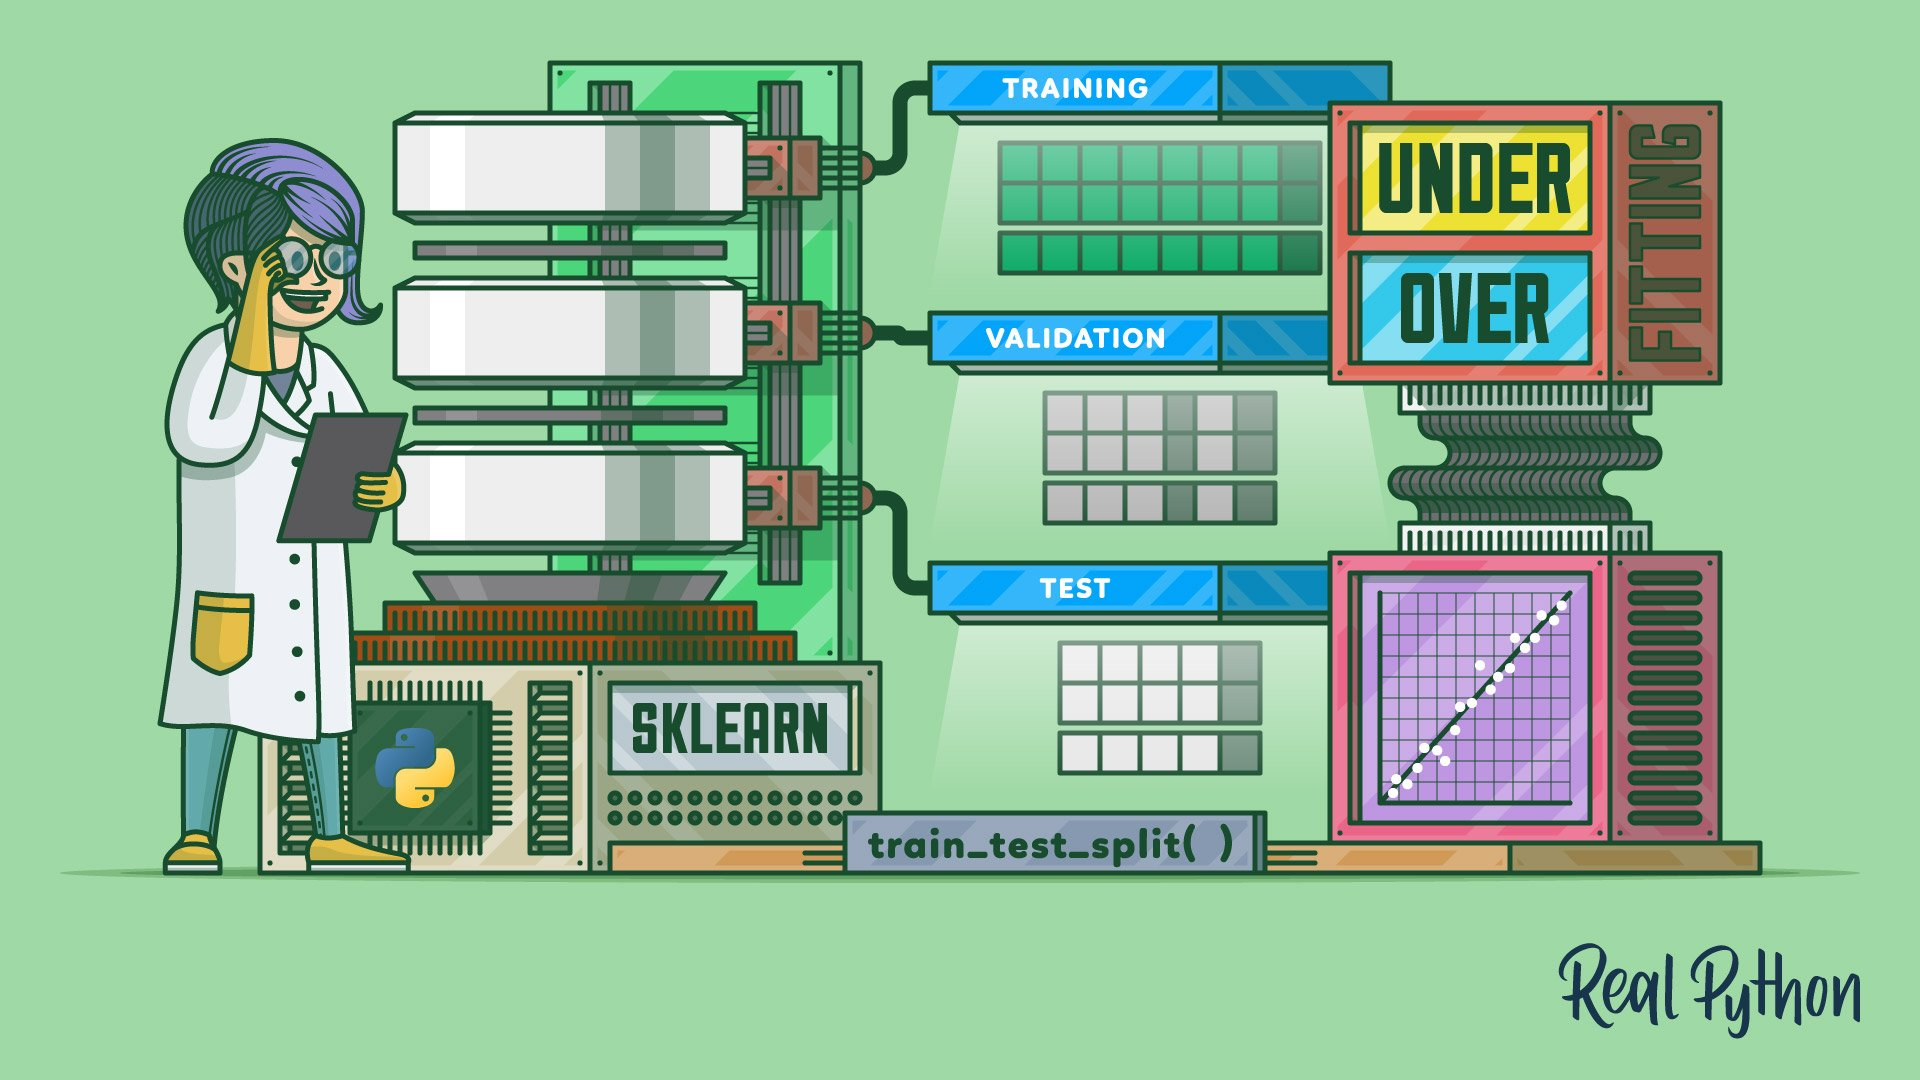 TRAINING
UNDER
OVER
FITTING
VALIDATION
TEST
SKLEARN
train_test_split( )
Real Python